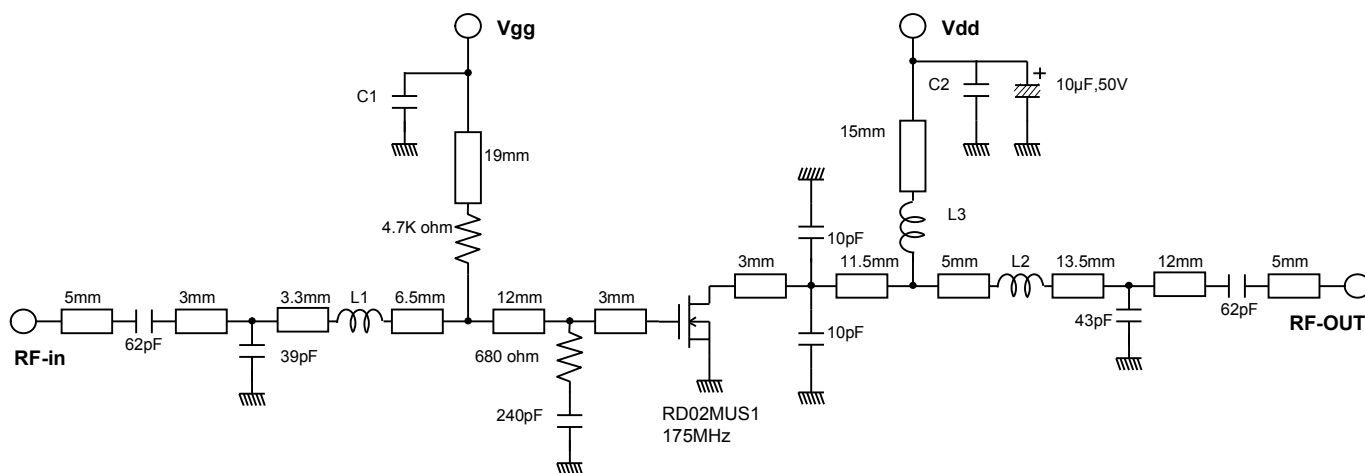 Vgg
Vdd
C1
C2
+
10µF,50V
19mm
15mm
4.7K ohm
L3
10pF
5mm
3mm
3.3mm
L1
6.5mm
12mm
3mm
3mm
11.5mm
5mm
L2
13.5mm
12mm
5mm
RF-in
62pF
39pF
680 ohm
10pF
43pF
62pF
RF-OUT
240pF
RD02MUS1
175MHz